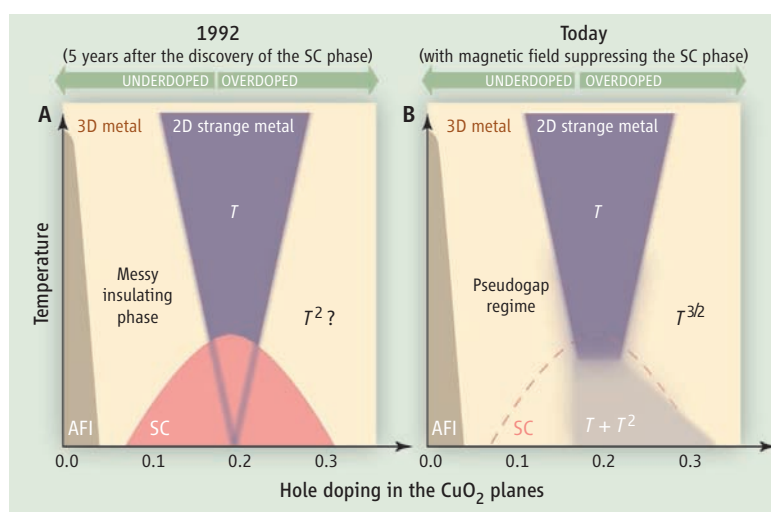 1992
(5 years after the discovery of the SC phase)
UNDERDOPED OVERDOPED
A
3D metal
2D strange metal
T
Messy
insulating
phase
T² ?
AFI
SC
0.0 0.1 0.2 0.3
Temperature
Today
(with magnetic field suppressing the SC phase)
UNDERDOPED OVERDOPED
B
3D metal
2D strange metal
T
Pseudogap
regime
T³/²
AFI
SC
T + T²
0.0 0.1 0.2 0.3
Hole doping in the CuO₂ planes